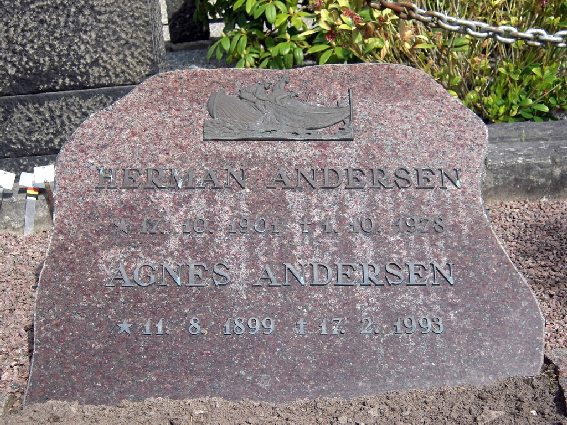 HERMAN ANDERSEN
* 17. 10. 1901 † 1. 10. 1978
AGNES ANDERSEN
* 11. 8. 1899 † 17. 2. 1993